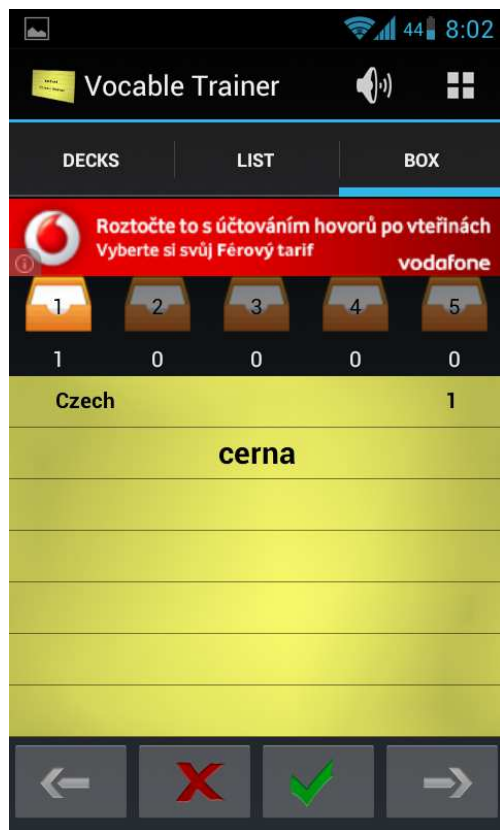 44 8:02
Vocable Trainer
DECKS LIST BOX
Roztočte to s účtováním hovorů po vteřinách
Vyberte si svůj Férový tarif
vodafone
1 2 3 4 5
1 0 0 0 0
Czech 1
cerna